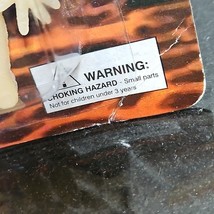 WARNING:
CHOKING HAZARD - Small parts
Not for children under 3 years